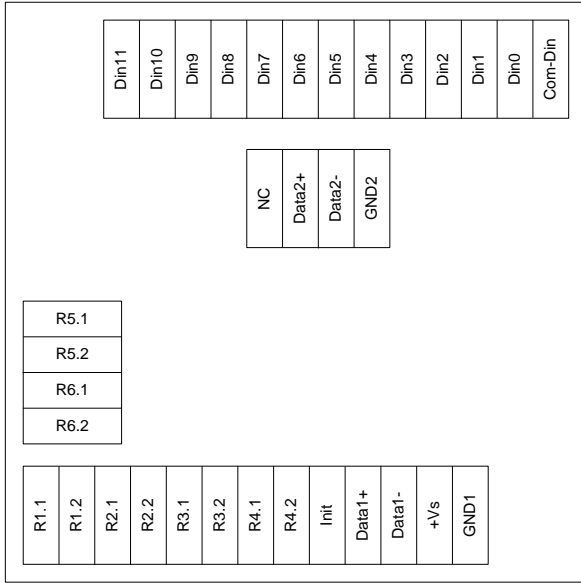 Din11 Din10 Din9 Din8 Din7 Din6 Din5 Din4 Din3 Din2 Din1 Din0 Com-Din
NC Data2+ Data2- GND2
R5.1
R5.2
R6.1
R6.2
R1.1 R1.2 R2.1 R2.2 R3.1 R3.2 R4.1 R4.2 Init Data1+ Data1- +Vs GND1